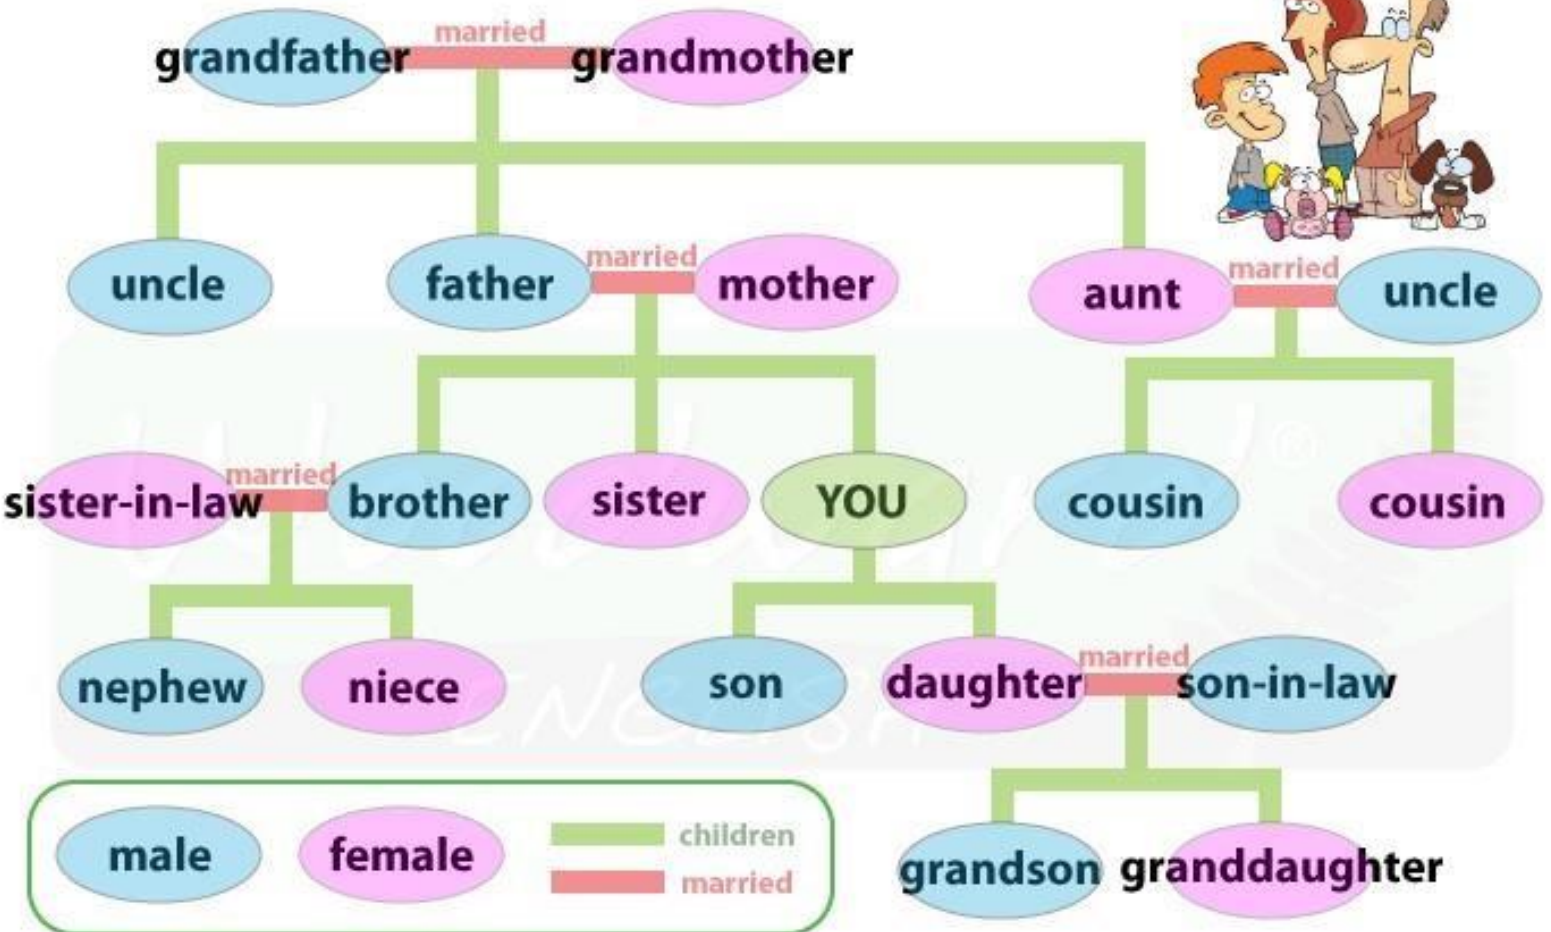 married
grandfather grandmother
married married
uncle father mother aunt uncle
married
sister-in-law brother sister YOU cousin cousin
married
nephew niece son daughter son-in-law
ENGLISH
children
male female
married
grandson granddaughter